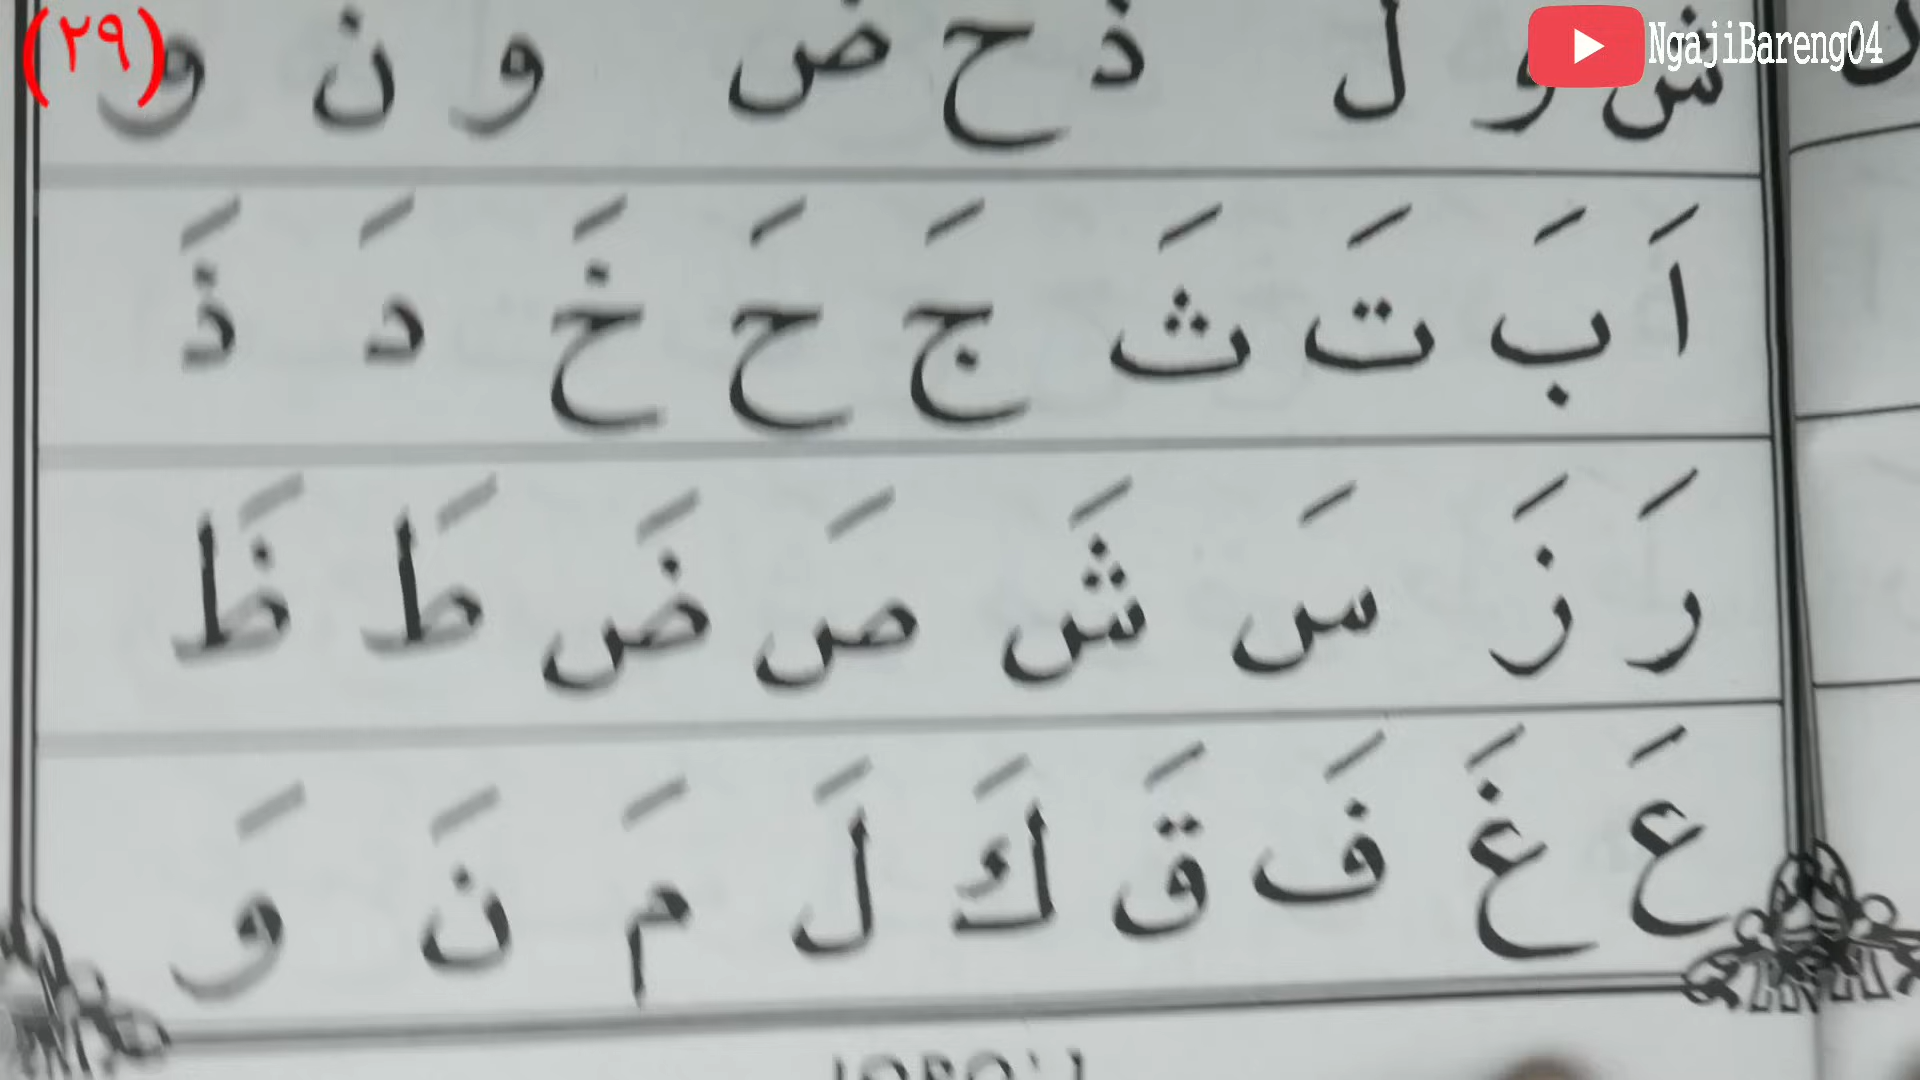 (٢٩)
NgajiBareng04
ش و ل ذ ح ض و ن و
اَ بَ تَ ثَ جَ حَ خَ دَ ذَ
رَ زَ سَ شَ صَ ضَ طَ ظَ
عَ غَ فَ قَ كَ لَ مَ نَ وَ